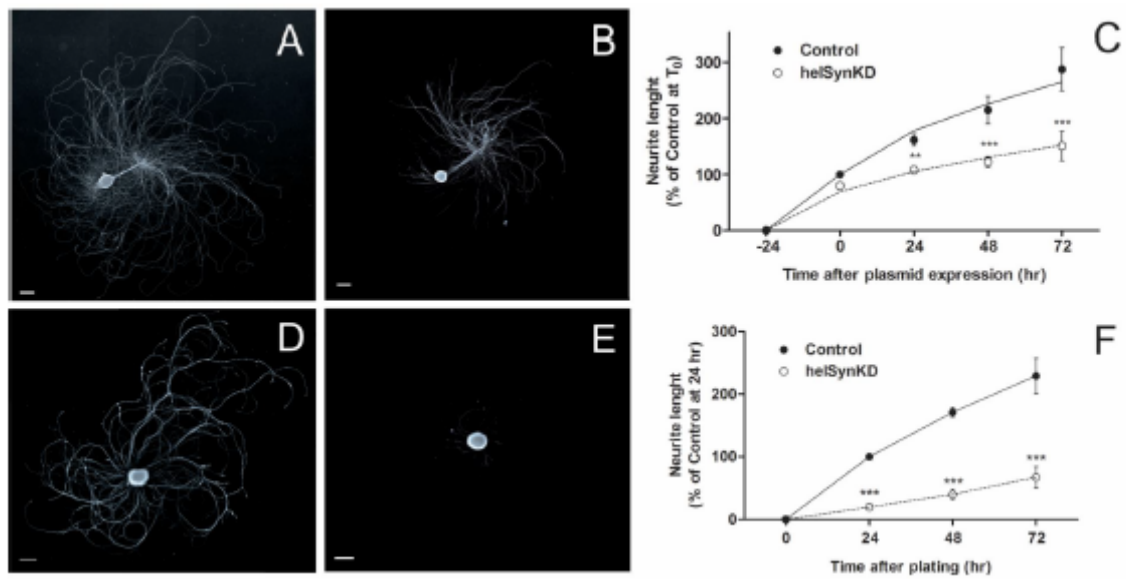 A
B
C
Control
helSynKD
Neurite lenght
(% of Control at T0)
300
200
100
0
**
***
***
-24
0
24
48
72
Time after plasmid expression (hr)
D
E
F
Control
helSynKD
Neurite lenght
(% of Control at 24 hr)
300
200
100
0
***
***
***
0
24
48
72
Time after plating (hr)